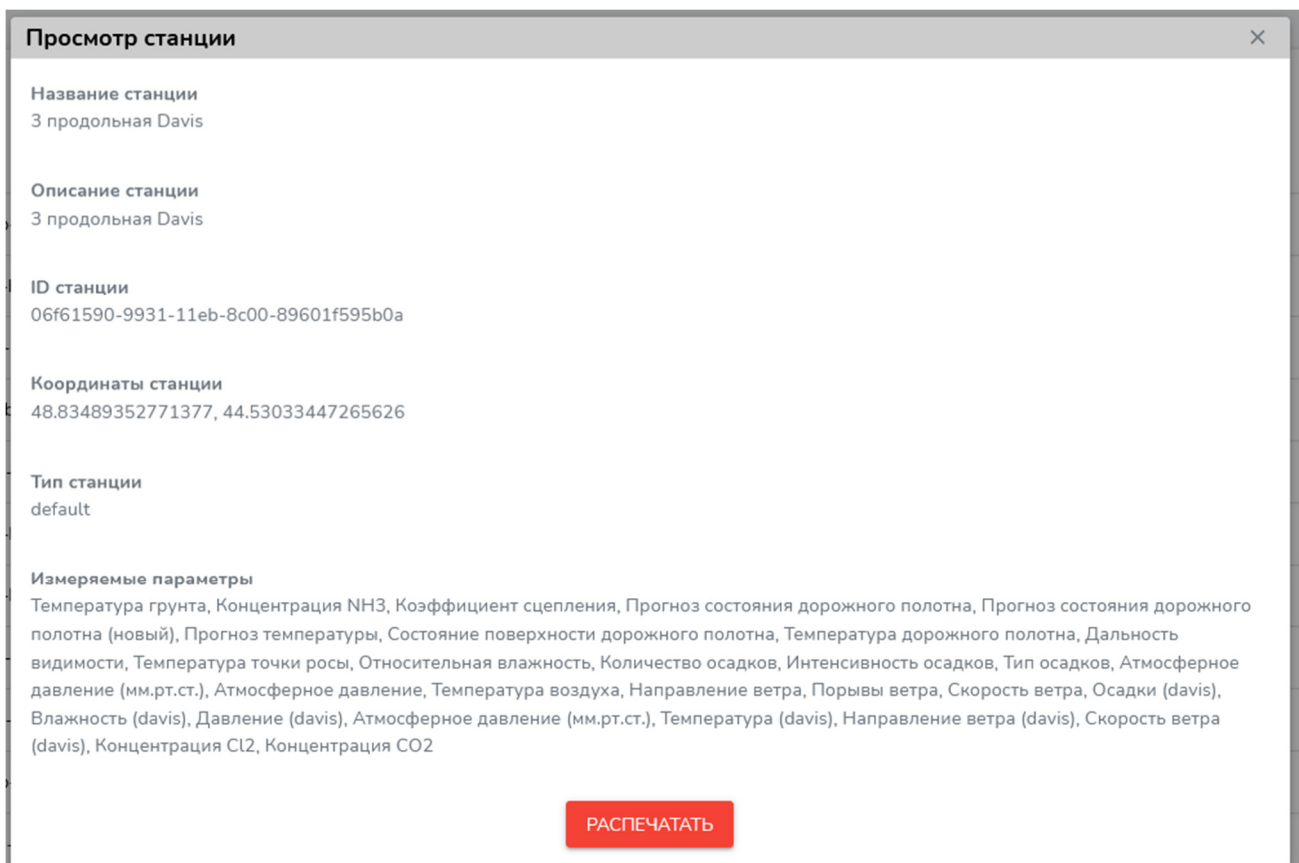 Просмотр станции
Название станции
3 продольная Davis
Описание станции
3 продольная Davis
ID станции
06f61590-9931-11eb-8c00-89601f595b0a
Координаты станции
48.83489352771377, 44.53033447265626
Тип станции
default
Измеряемые параметры
Температура грунта, Концентрация NH3, Коэффициент сцепления, Прогноз состояния дорожного полотна, Прогноз состояния дорожного
полотна (новый), Прогноз температуры, Состояние поверхности дорожного полотна, Температура дорожного полотна, Дальность
видимости, Температура точки росы, Относительная влажность, Количество осадков, Интенсивность осадков, Тип осадков, Атмосферное
давление (мм.рт.ст.), Атмосферное давление, Температура воздуха, Направление ветра, Порывы ветра, Скорость ветра, Осадки (davis),
Влажность (davis), Давление (davis), Атмосферное давление (мм.рт.ст.), Температура (davis), Направление ветра (davis), Скорость ветра
(davis), Концентрация Cl2, Концентрация CO2
РАСПЕЧАТАТЬ